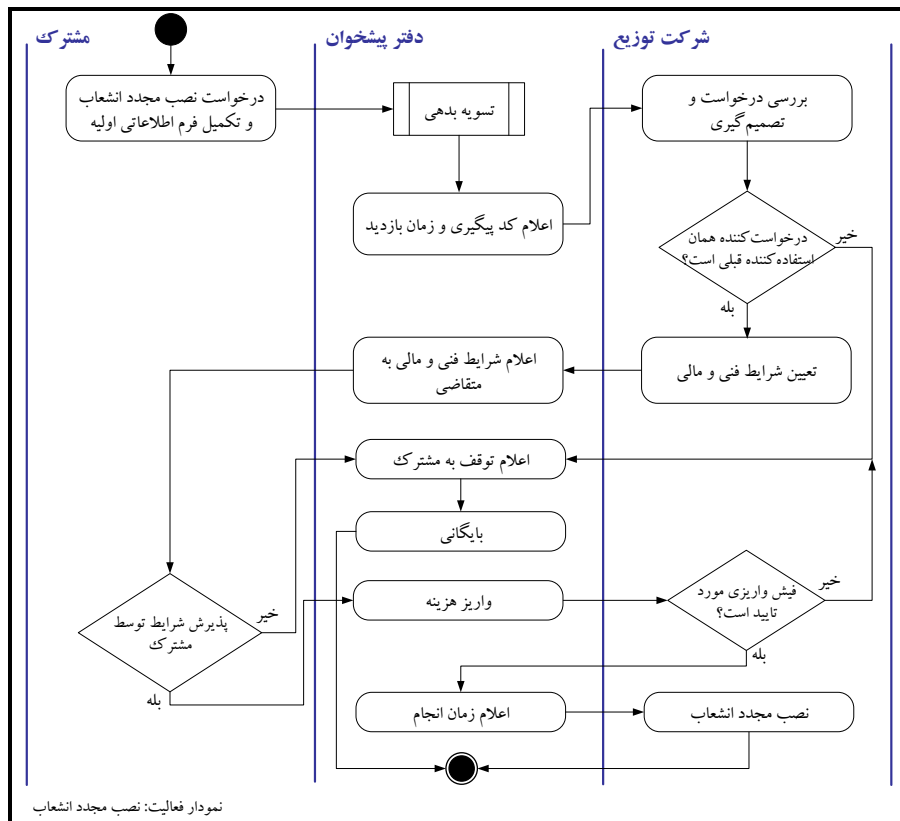 مشترك
دفتر پیشخوان
شرکت توزیع
درخواست نصب مجدد انشعاب
و تکمیل فرم اطلاعاتی اولیه
تسویه بدهی
بررسی درخواست و
تصمیم‌گیری
اعلام کد پیگیری و زمان بازدید
درخواست‌کننده همان
استفاده‌کننده قبلی است؟
خیر
بله
تعیین شرایط فنی و مالی
اعلام شرایط فنی و مالی به
متقاضی
اعلام توقف به مشترك
بایگانی
پذیرش شرایط توسط
مشترك
خیر
بله
واریز هزینه
فیش واریزی مورد
تایید است؟
خیر
بله
اعلام زمان انجام
نصب مجدد انشعاب
نمودار فعالیت: نصب مجدد انشعاب